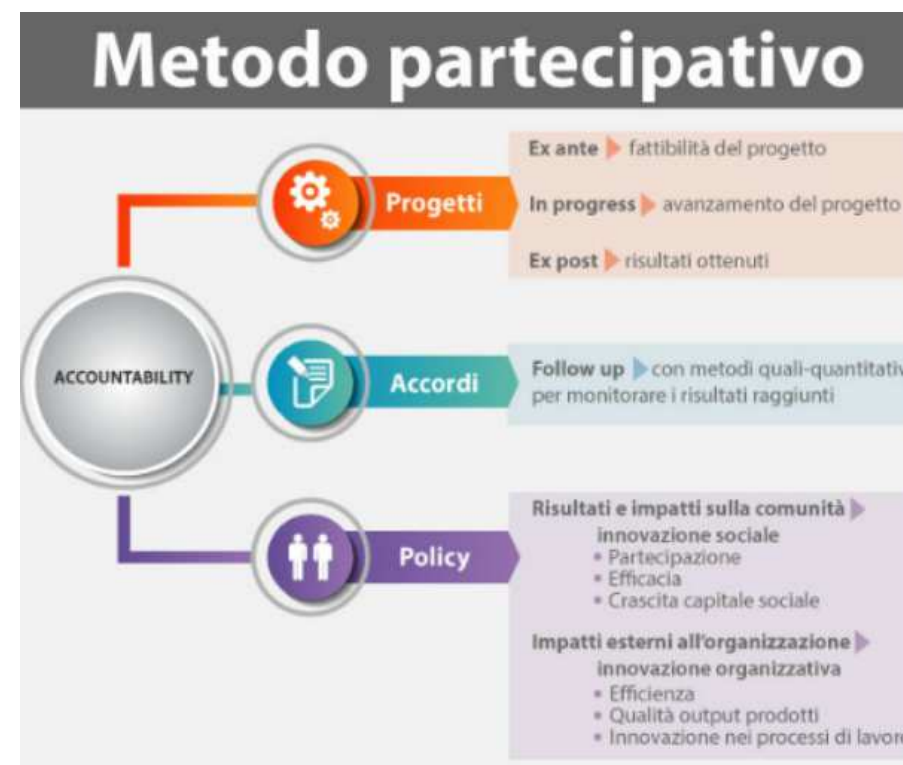 Metodo partecipativo
ACCOUNTABILITY
Progetti
Ex ante fattibilità del progetto
In progress avanzamento del progetto
Ex post risultati ottenuti
Accordi
Follow up con metodi quali-quantitativ
per monitorare i risultati raggiunti
Policy
Risultati e impatti sulla comunità
innovazione sociale
• Partecipazione
• Efficacia
• Crascita capitale sociale
Impatti esterni all'organizzazione
innovazione organizzativa
• Efficienza
• Qualità output prodotti
• Innovazione nei processi di lavoro